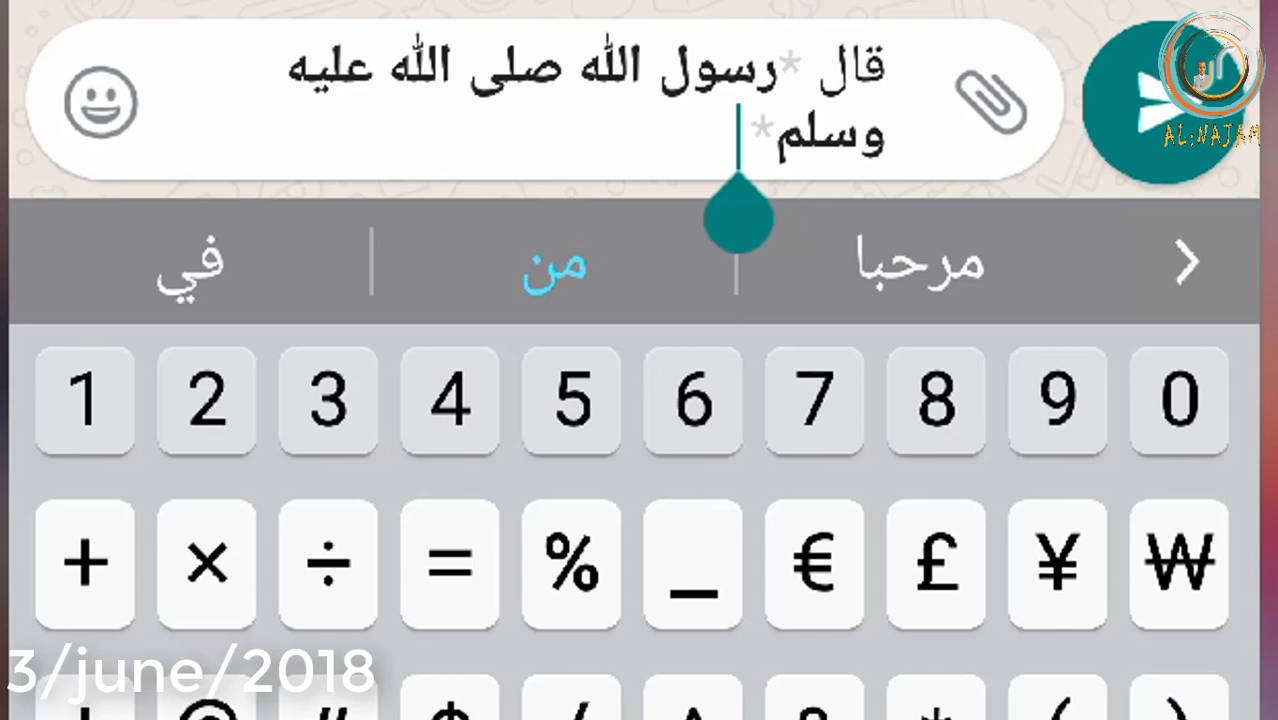 قال *رسول الله صلى الله عليه
وسلم*
AL:NAJAM
مرحبا من في
1 2 3 4 5 6 7 8 9 0
+ × ÷ = % _ € £ ¥ ₩
3/june/2018